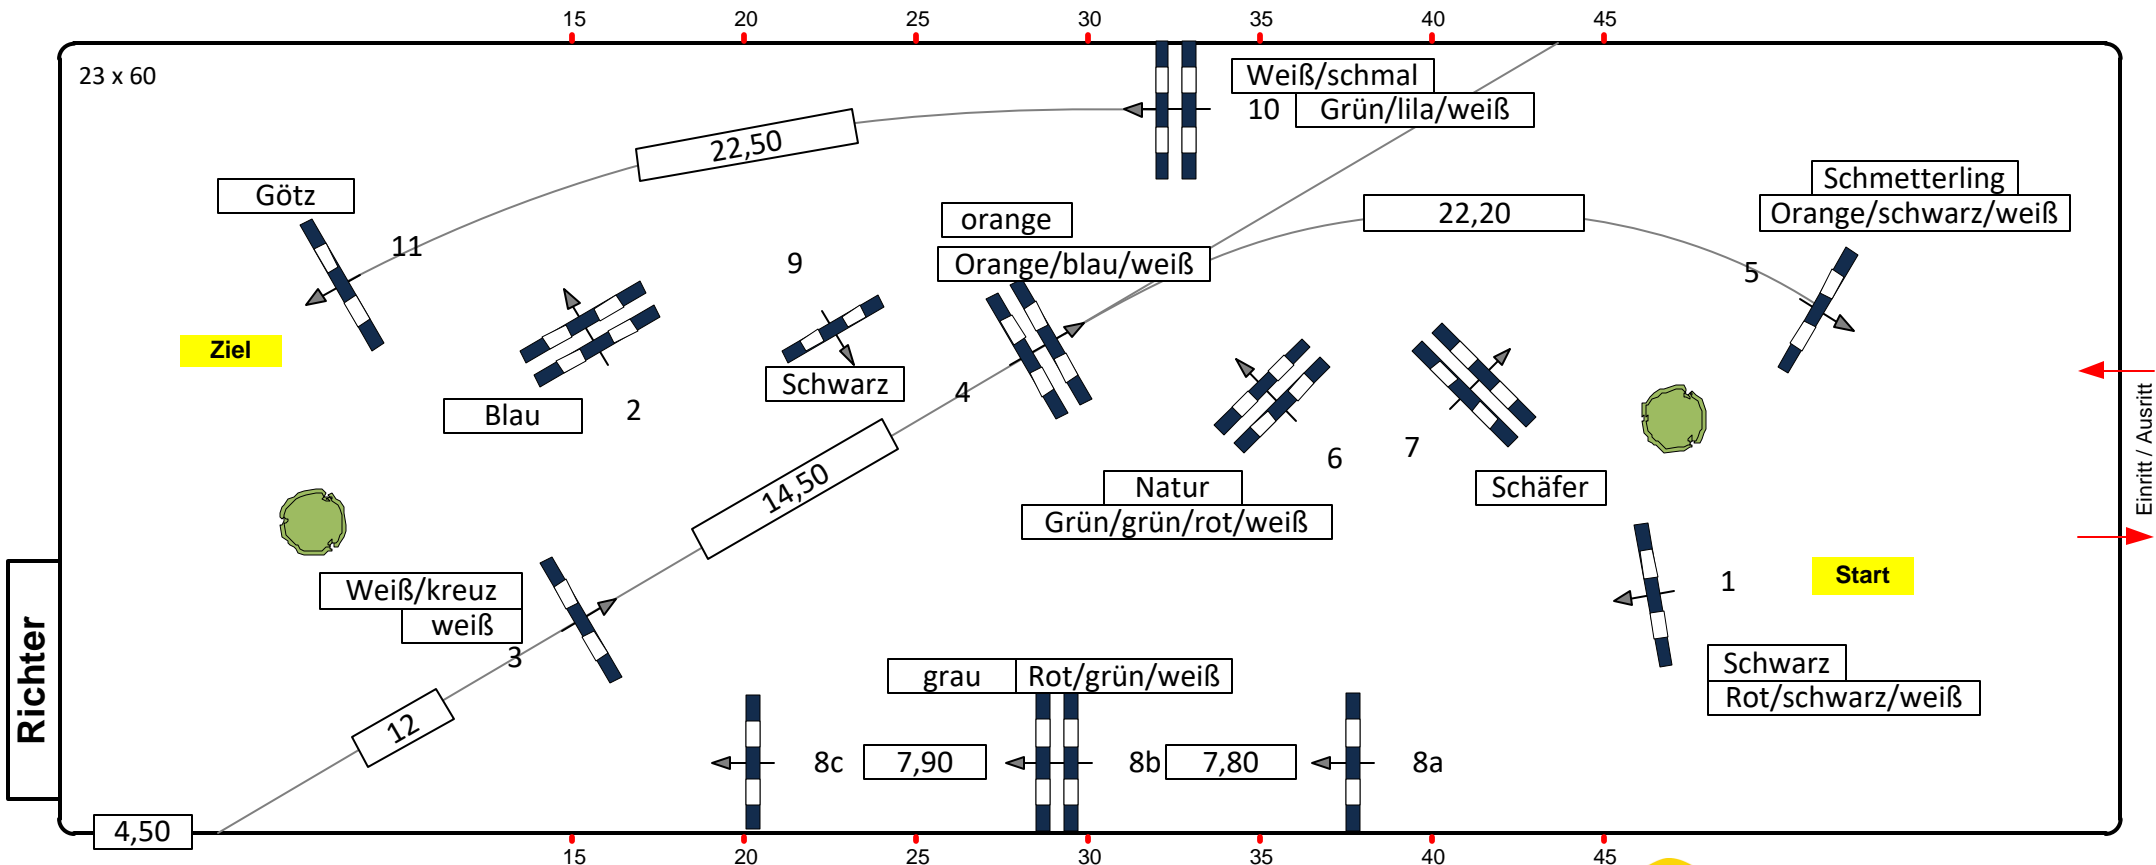 15 20 25 30 35 40 45
23 x 60
Weiß/schmal
10 Grün/lila/weiß
22,50
Schmetterling
Orange/schwarz/weiß
Götz
22,20
orange
11
9
Orange/blau/weiß
5
Ziel
Schwarz
4
Blau
2
6
7
14,50
Natur
Schäfer
Grün/grün/rot/weiß
Einritt / Ausritt
Start
1
Weiß/kreuz
weiß
3
Richter
grau Rot/grün/weiß
Schwarz
Rot/schwarz/weiß
12
8c 7,90 8b 7,80 8a
4,50
15 20 25 30 35 40 45